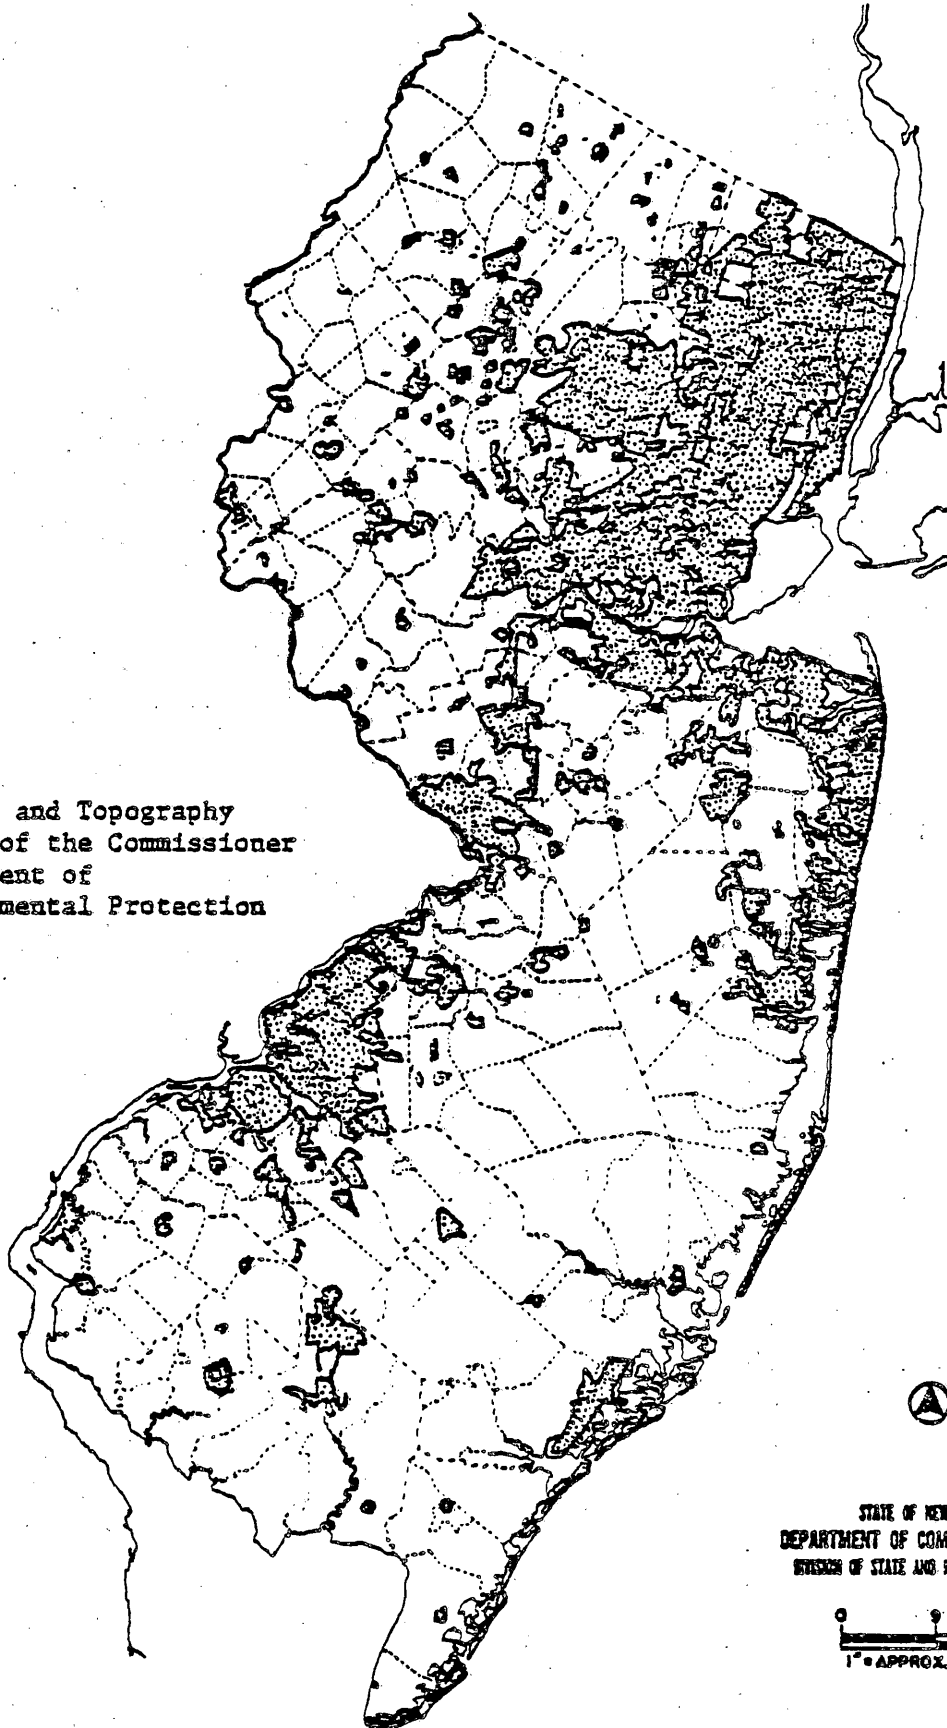 and Topography
of the Commissioner
ent of
mental Protection
STATE OF NEW
DEPARTMENT OF COM
DIVISION OF STATE AND
0 9
1" = APPROX.